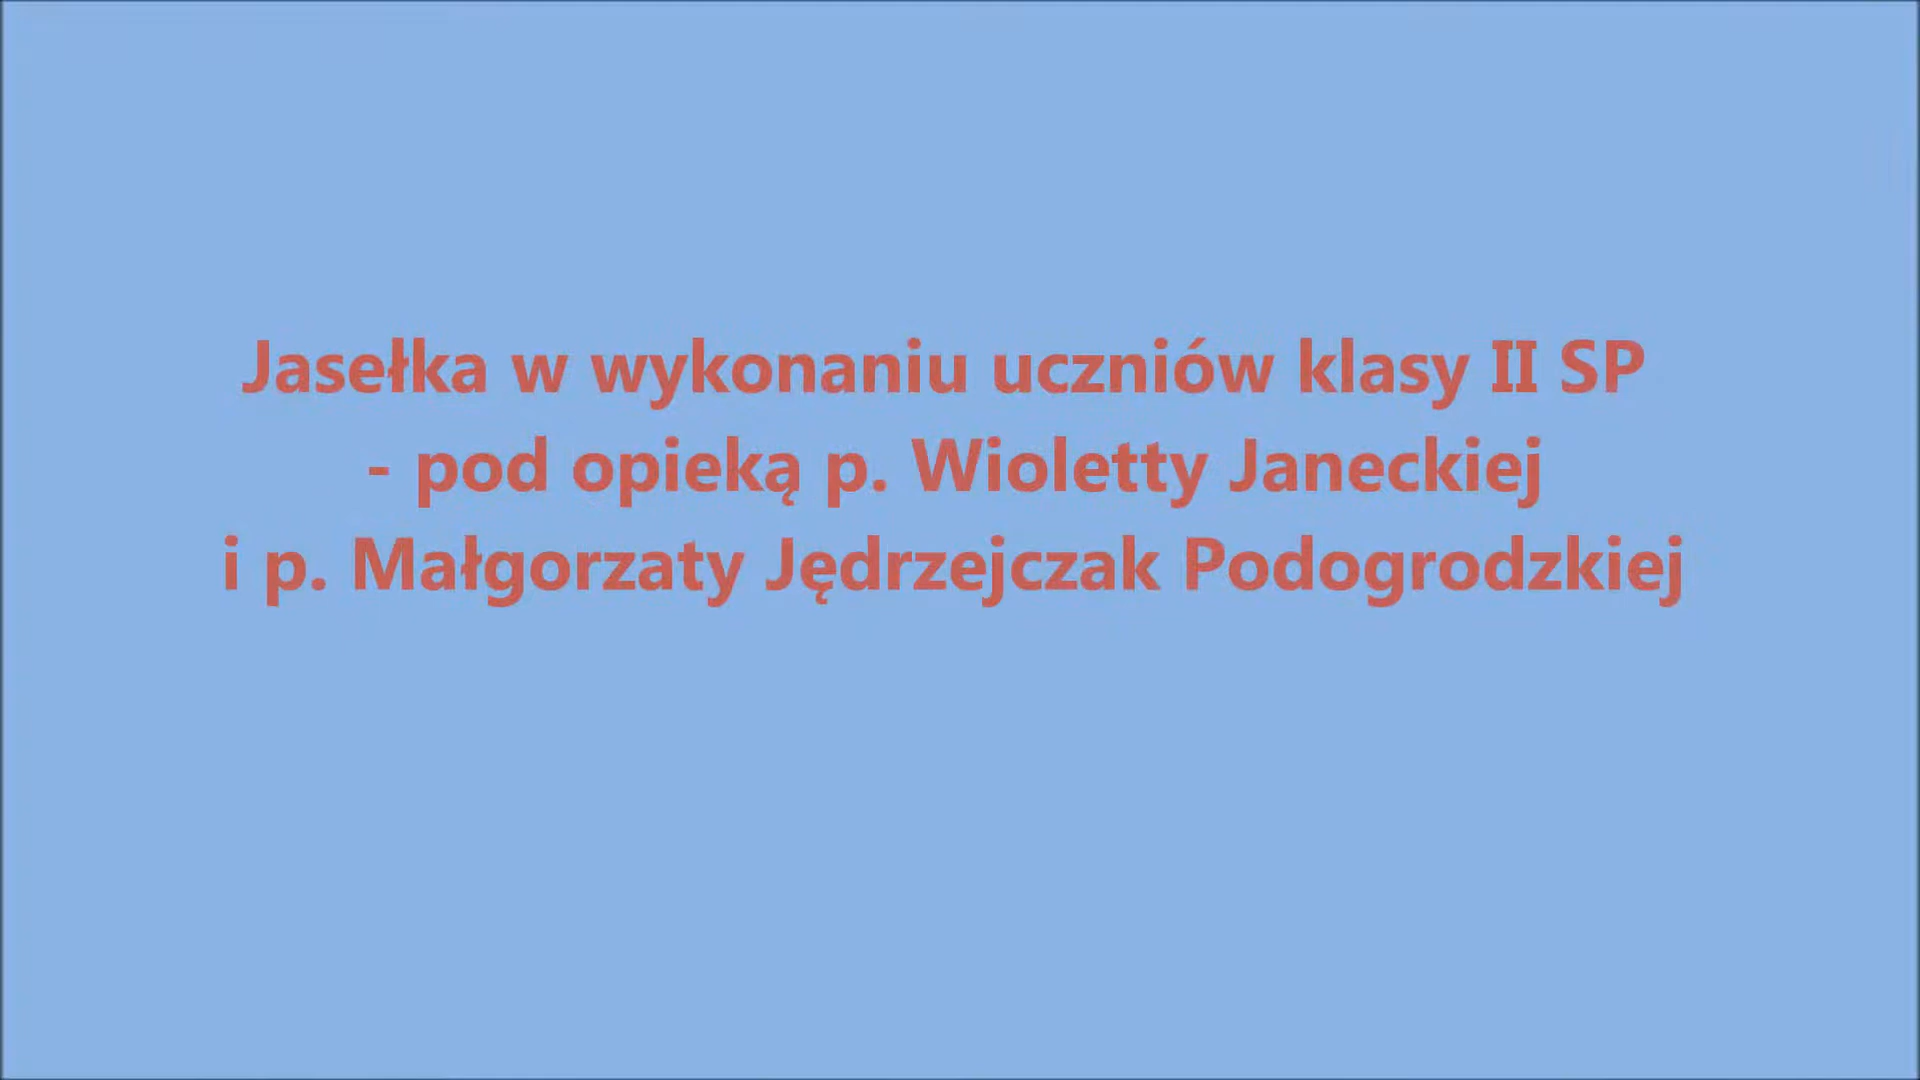 Jasełka w wykonaniu uczniów klasy II SP
- pod opieką p. Wioletty Janeckiej
i p. Małgorzaty Jędrzejczak Podogrodzkiej